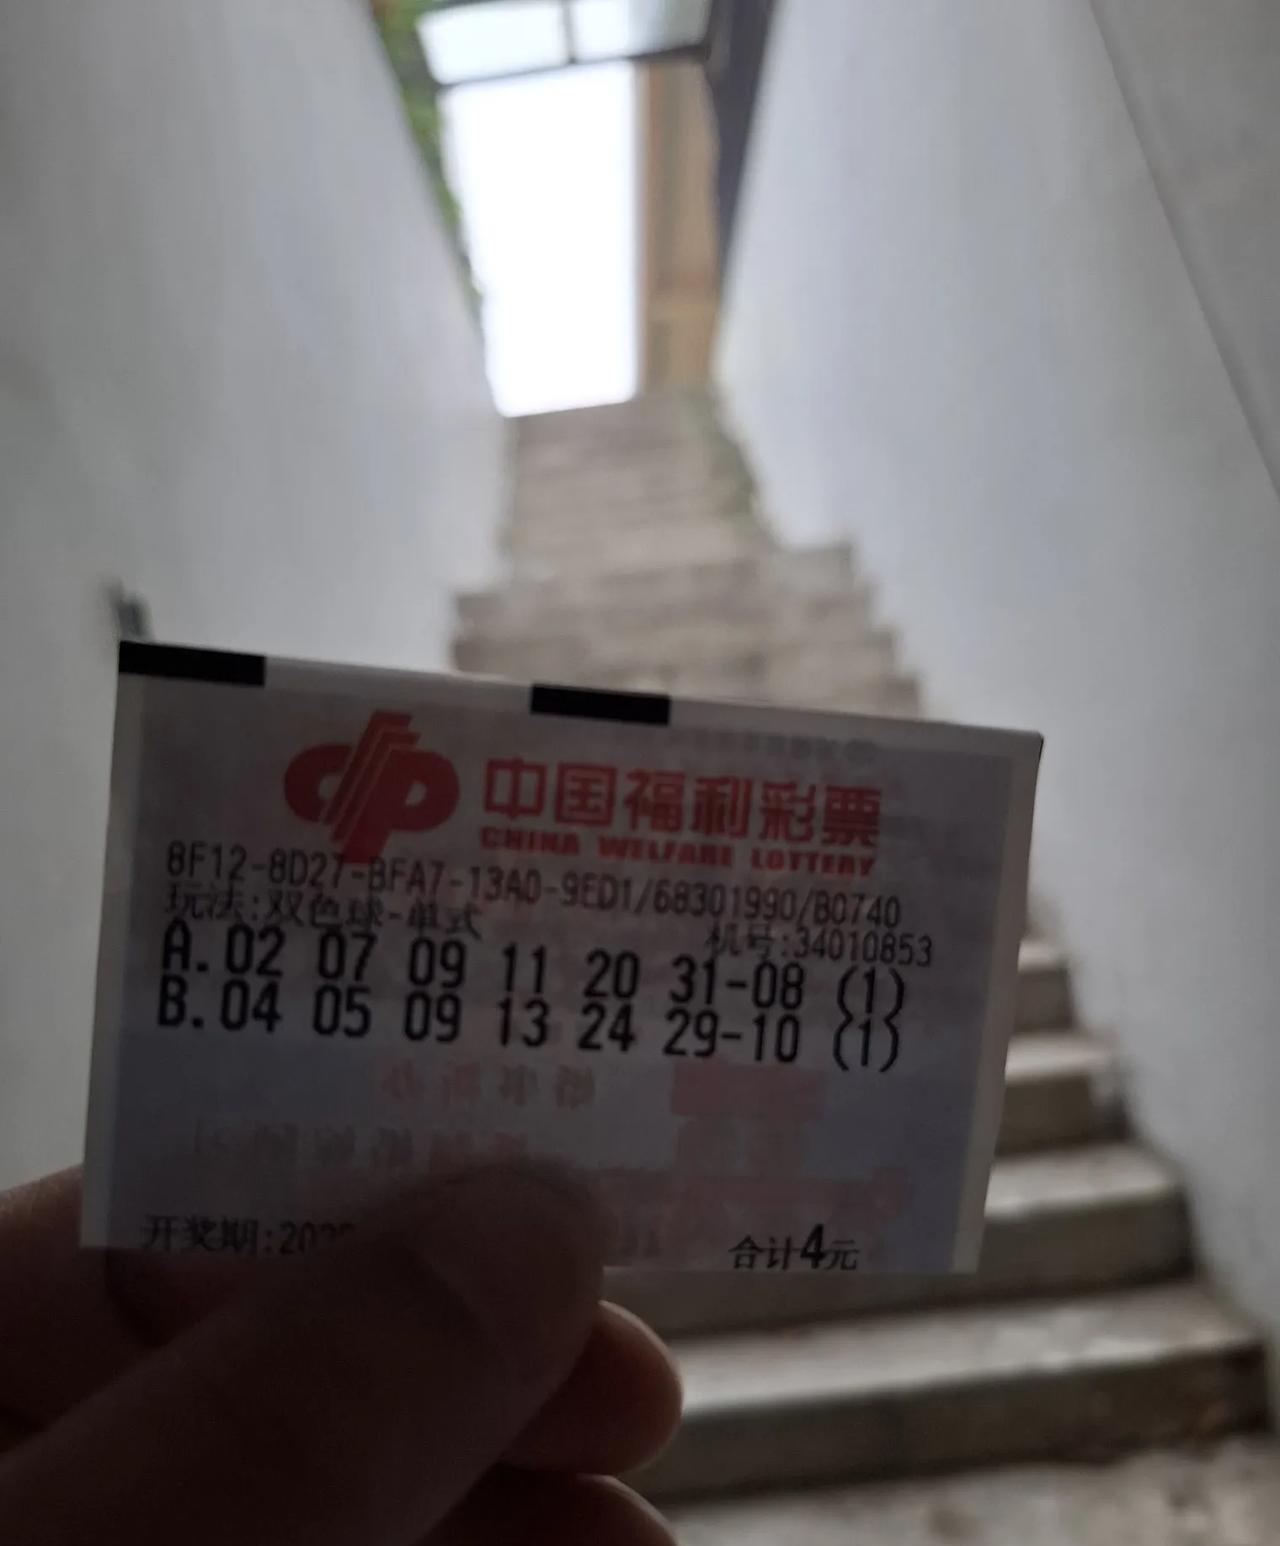 中国福利彩票
CHINA WELFARE LOTTERY
8F12-8D27-BFA7-13A0-9ED1/68301990/B0740
玩法:双色球-单式 机号:34010853
A.02 07 09 11 20 31-08 (1)
B.04 05 09 13 24 29-10 (1)
开奖期:202 合计4元